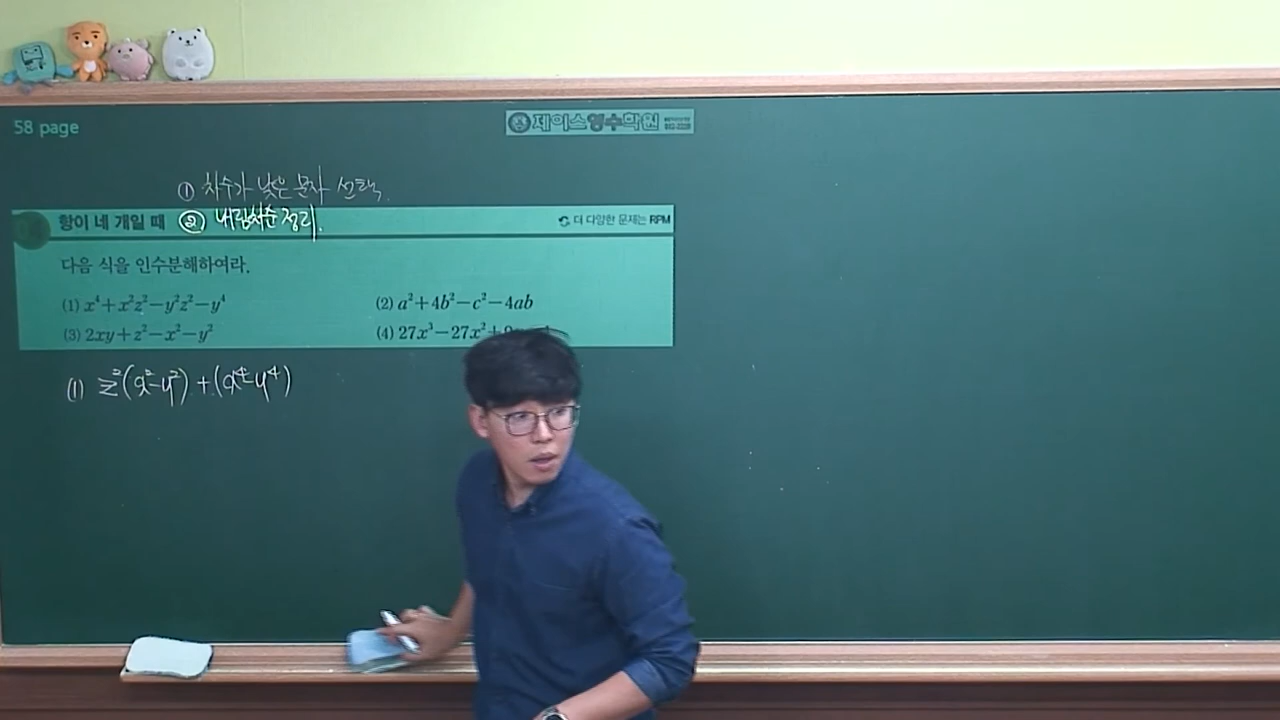 58 page
제이스영수학원
① 차수가 낮은 문자 선택.
항이 네 개일 때 ② 내림차순 정리.
더 다양한 문제는 RPM
다음 식을 인수분해하여라.
(1) x⁴+x²z²−y²z²−y⁴ (2) a²+4b²−c²−4ab
(3) 2xy+z²−x²−y² (4) 27x³−27x²+
(1) z²(x²-y²)+(x⁴-y⁴)